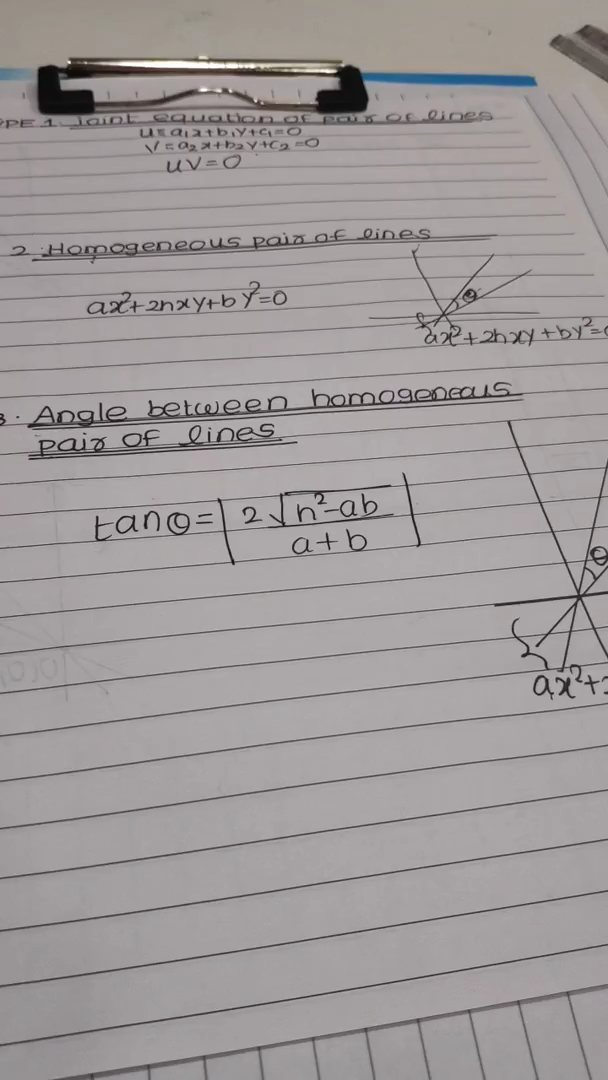 PE 1. Joint equation of pair of lines
u=a₁x+b₁y+c₁=0
v=a₂x+b₂y+c₂=0
uv=0
2. Homogeneous pair of lines
ax²+2hxy+by²=0
θ
ax²+2hxy+by²=
3. Angle between homogeneous
pair of lines
tanθ=|2√(h²-ab)/(a+b)|
θ
ax²+